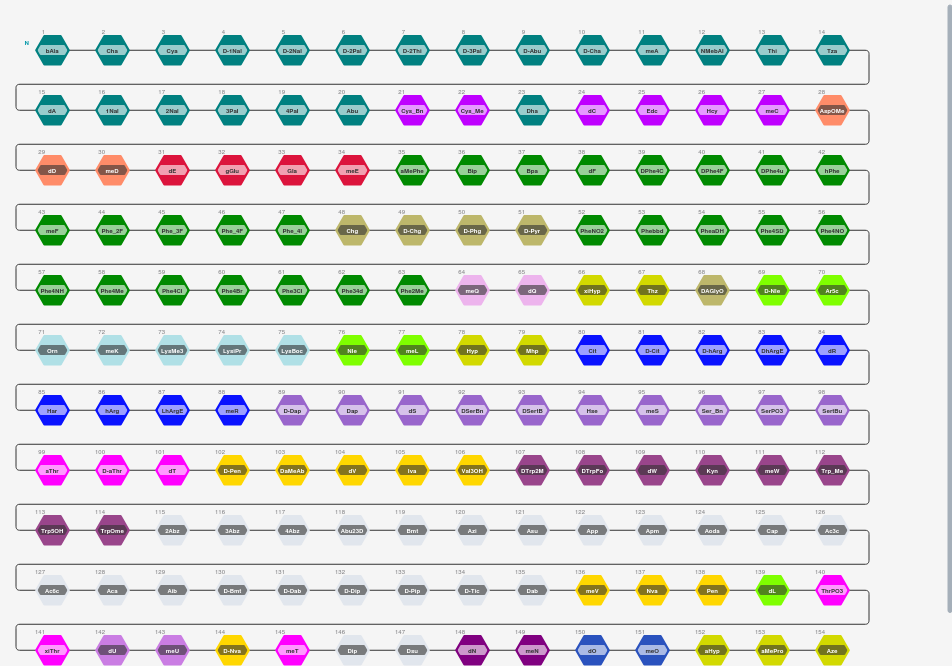 1 2 3 4 5 6 7 8 9 10 11 12 13 14
N bAla Cha Cya D-1Nal D-2Nal D-2Pal D-2Thi D-3Pal D-Abu D-Cha meA NMebAl Thi Tza
15 16 17 18 19 20 21 22 23 24 25 26 27 28
dA 1Nal 2Nal 3Pal 4Pal Abu Cys_Bn Cys_Me Dha dC Edc Hcy meC AspOMe
29 30 31 32 33 34 35 36 37 38 39 40 41 42
dD meD dE gGlu Gla meE aMePhe Bip Bpa dF DPhe4C DPhe4F DPhe4u hPhe
43 44 45 46 47 48 49 50 51 52 53 54 55 56
meF Phe_2F Phe_3F Phe_4F Phe_4I Chg D-Chg D-Phg D-Pyr PheNO2 Phebbd PheaDH Phe4SD Phe4NO
57 58 59 60 61 62 63 64 65 66 67 68 69 70
Phe4NH Phe4Me Phe4Cl Phe4Br Phe3Cl Phe34d Phe2Me meQ dQ xiHyp Thz DAGlyO D-Nle Ar5c
71 72 73 74 75 76 77 78 79 80 81 82 83 84
Orn meK LysMe3 LysiPr LysBoc Nle meL Hyp Mhp Cit D-Cit D-hArg DhArgE dR
85 86 87 88 89 90 91 92 93 94 95 96 97 98
Har hArg LhArgE meR D-Dap Dap dS DSerBn DSertB Hse meS Ser_Bn SerPO3 SertBu
99 100 101 102 103 104 105 106 107 108 109 110 111 112
aThr D-aThr dT D-Pen DaMeAb dV Iva Val3OH DTrp2M DTrpFo dW Kyn meW Trp_Me
113 114 115 116 117 118 119 120 121 122 123 124 125 126
Trp5OH TrpOme 2Abz 3Abz 4Abz Abu23D Bmt Azt Asu App Apm Aoda Cap Ac3c
127 128 129 130 131 132 133 134 135 136 137 138 139 140
Ac6c Aca Aib D-Bmt D-Dab D-Dip D-Pip D-Tic Dab meV Nva Pen dL ThrPO3
141 142 143 144 145 146 147 148 149 150 151 152 153 154
xiThr dU meU D-Nva meT Dip Dsu dN meN dO meO aHyp aMePro Aze